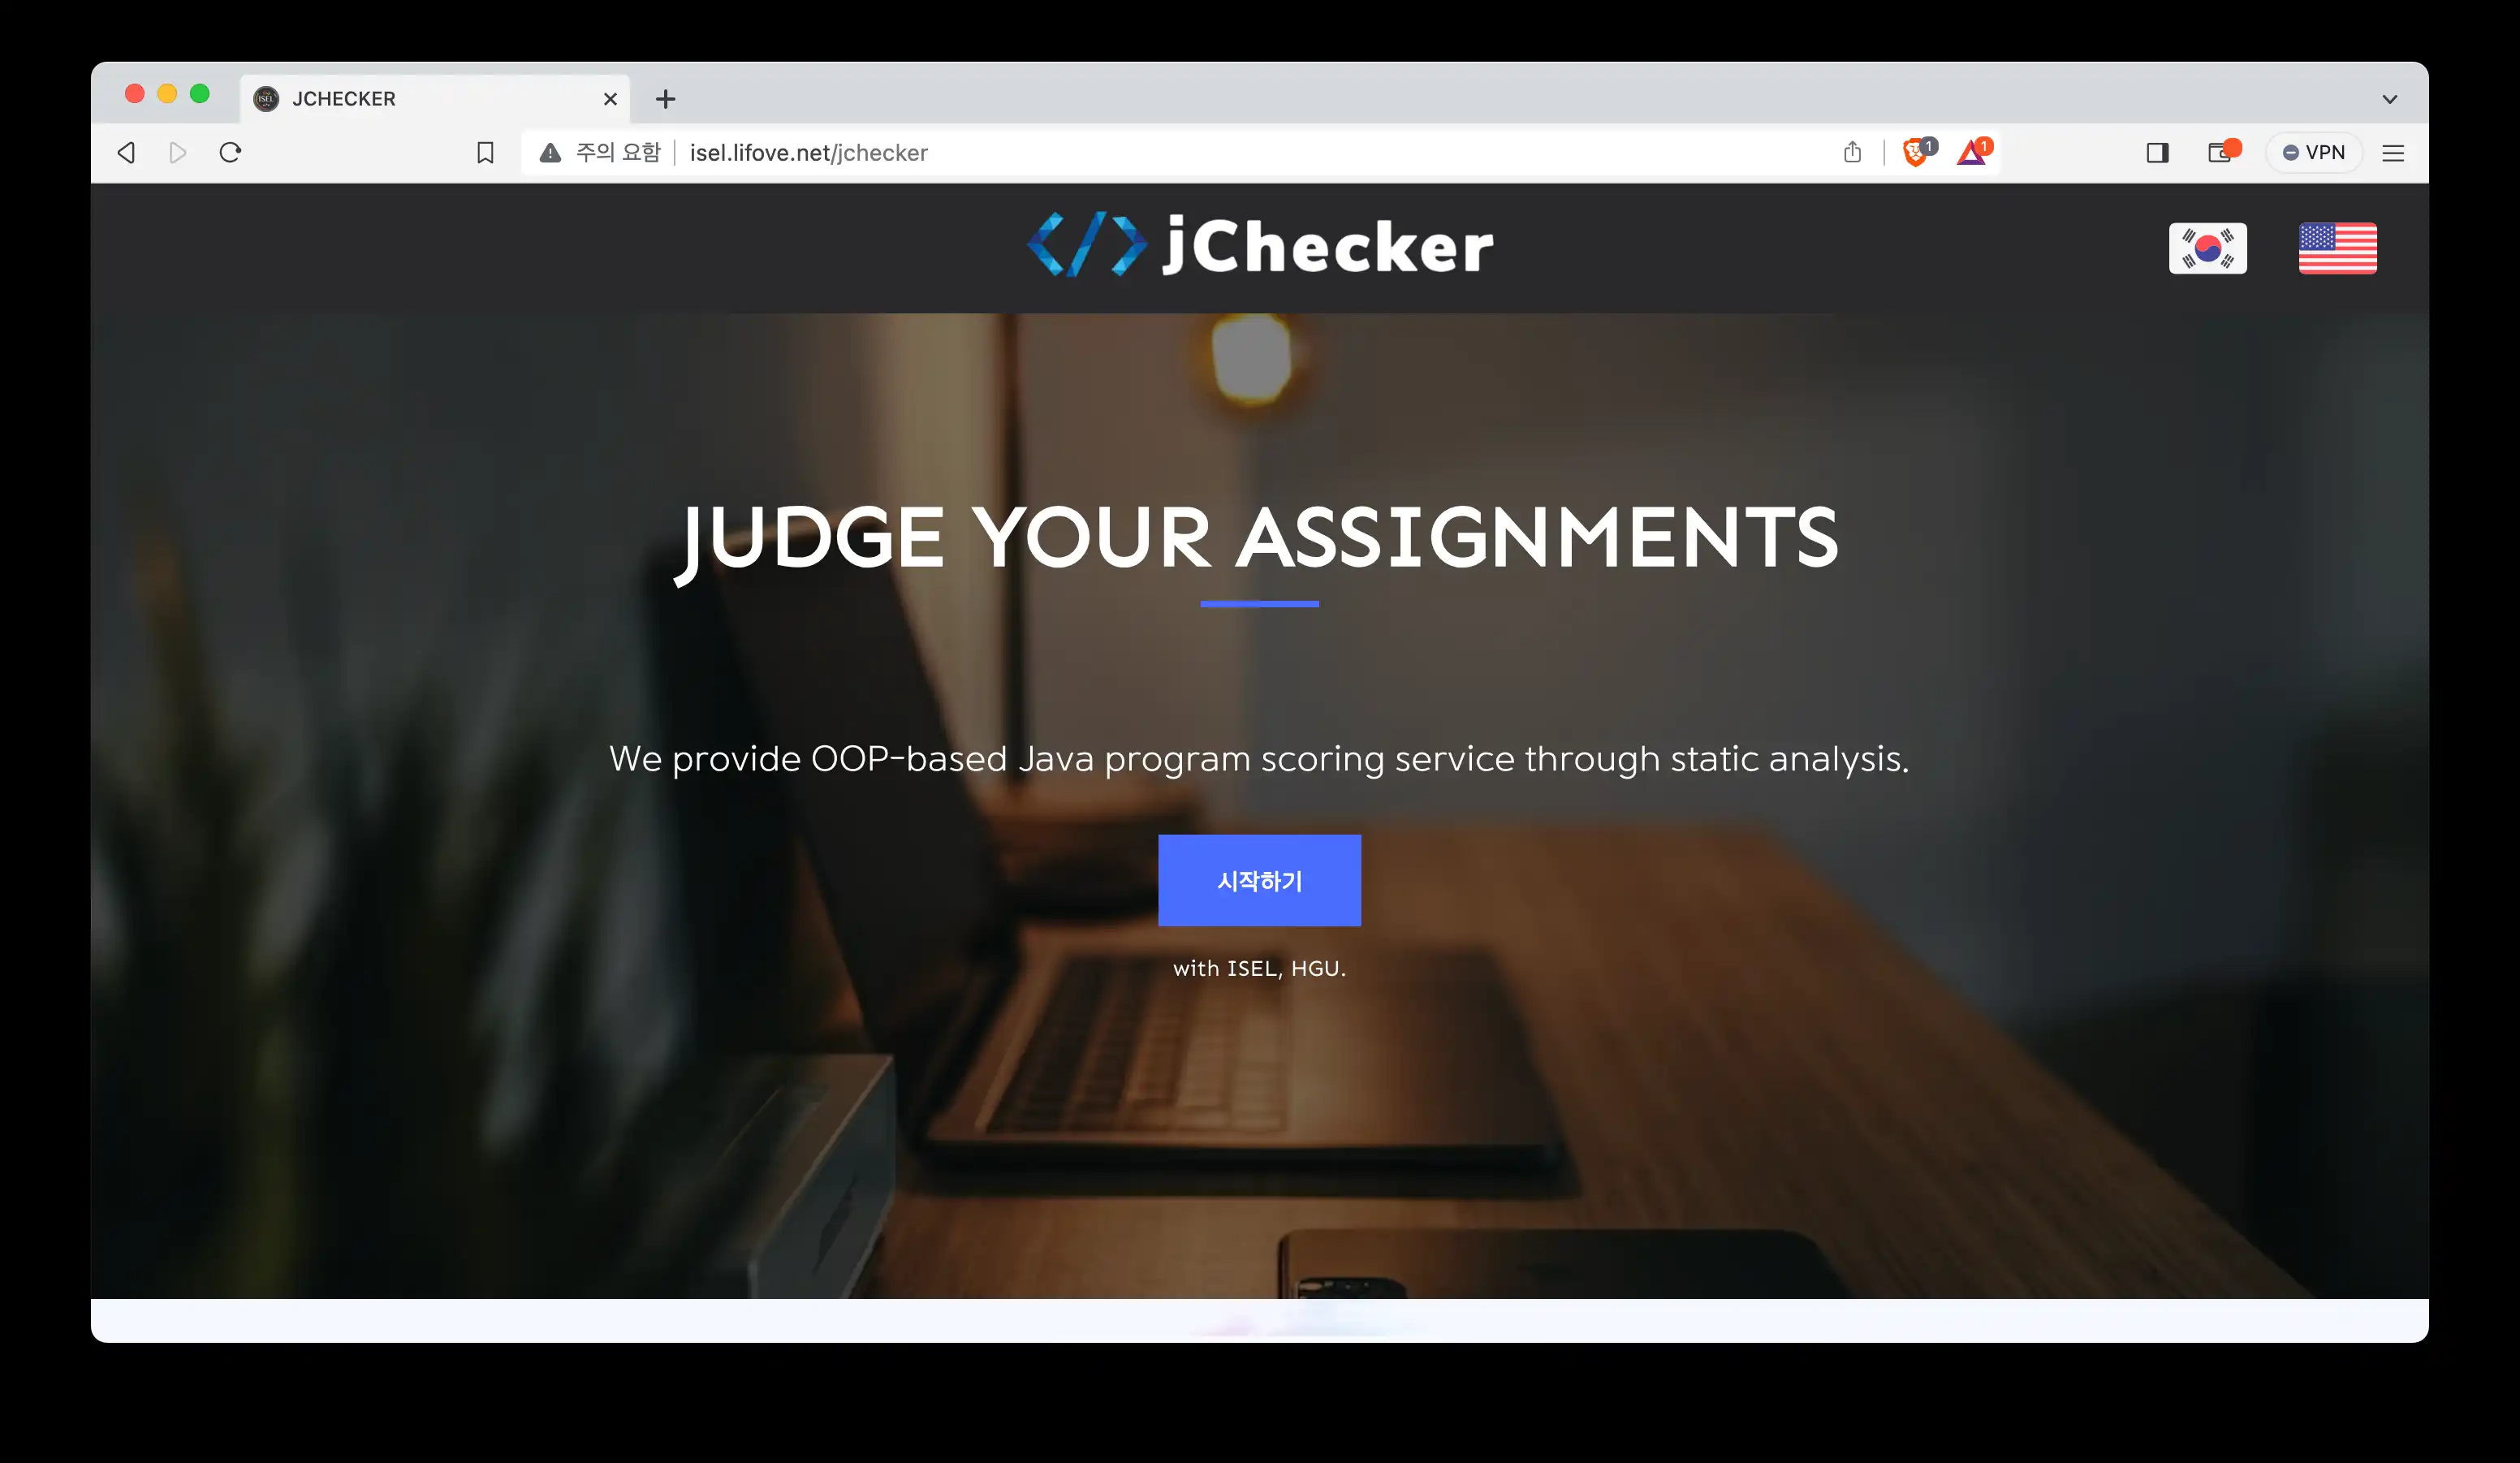 JCHECKER
주의 요함 isel.lifove.net/jchecker 1 1 VPN
</> jChecker
JUDGE YOUR ASSIGNMENTS
We provide OOP-based Java program scoring service through static analysis.
시작하기
with ISEL, HGU.